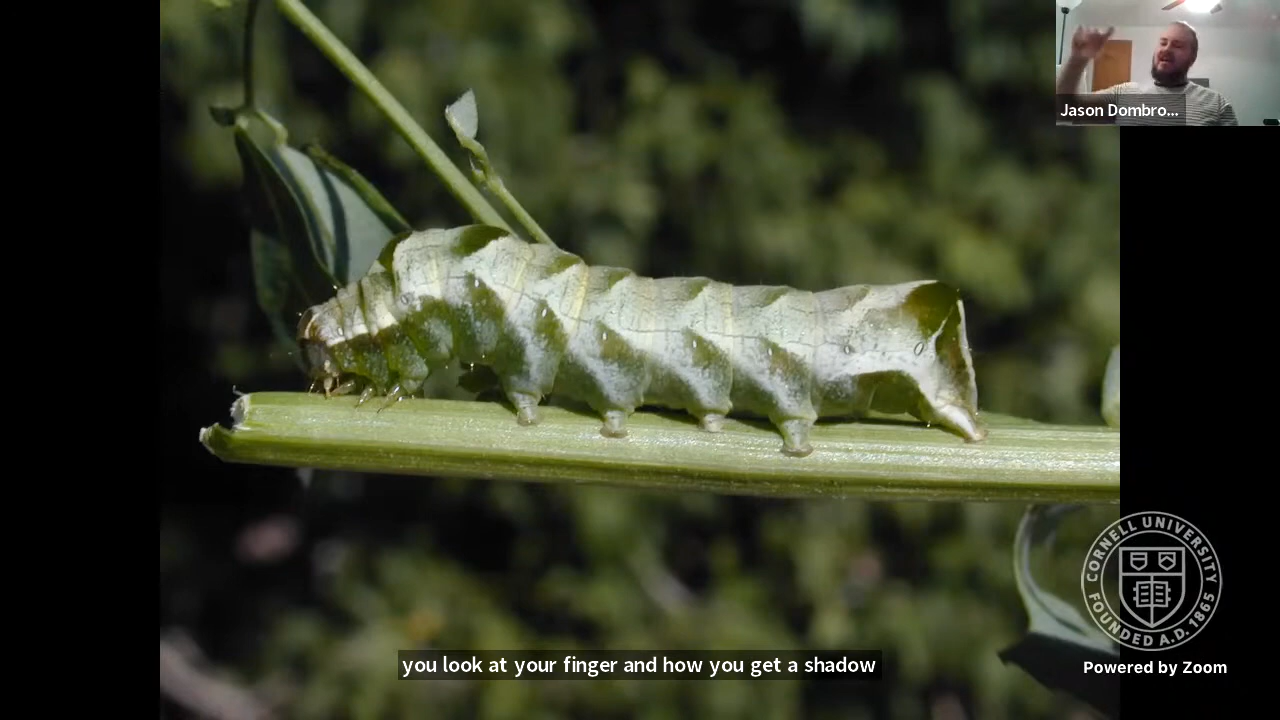 Jason Dombro...
CORNELL UNIVERSITY
FOUNDED A.D. 1865
Powered by Zoom
you look at your finger and how you get a shadow